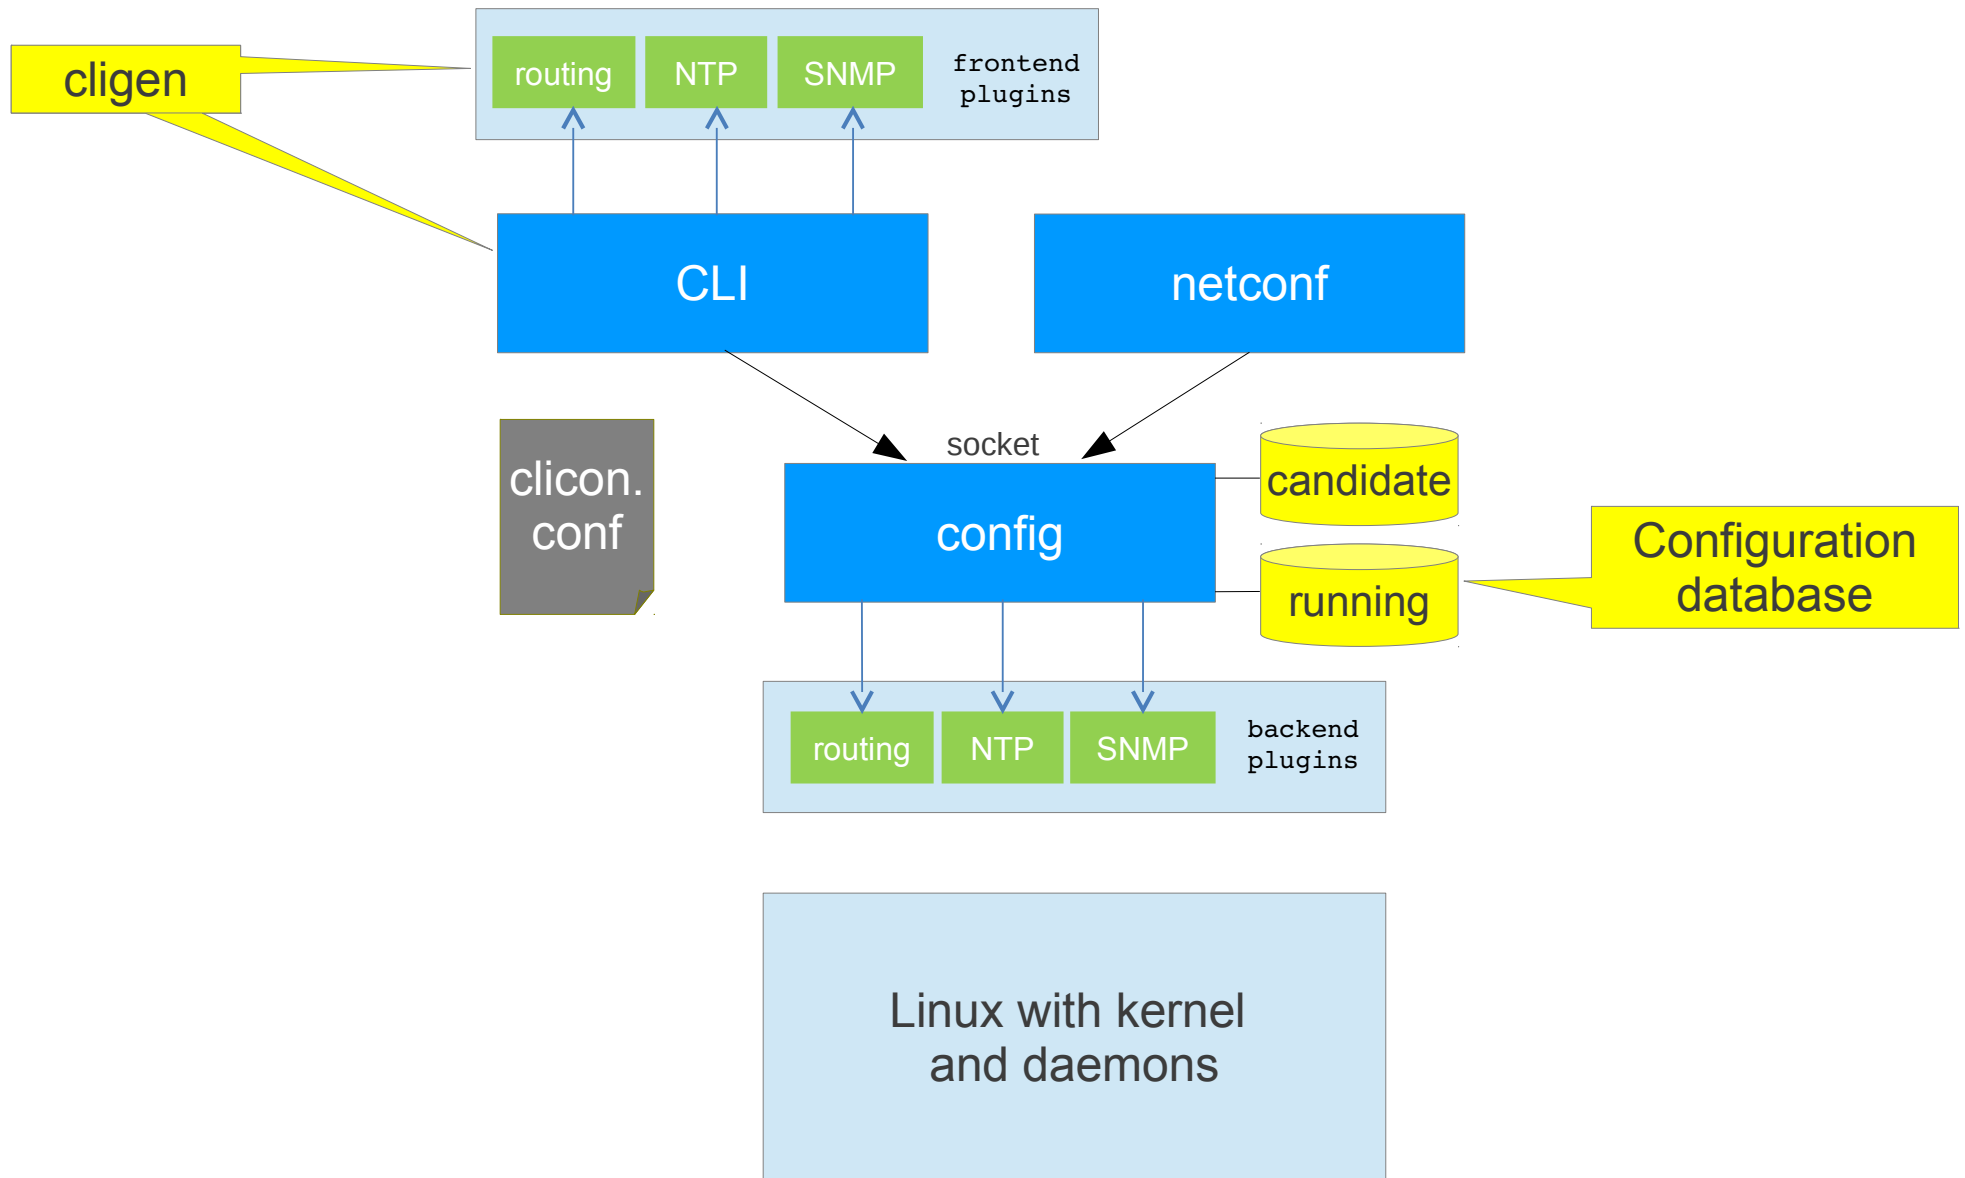 cligen
routing NTP SNMP
frontend
plugins
CLI
netconf
socket
clicon.
conf
config
candidate
running
Configuration
database
routing NTP SNMP
backend
plugins
Linux with kernel
and daemons